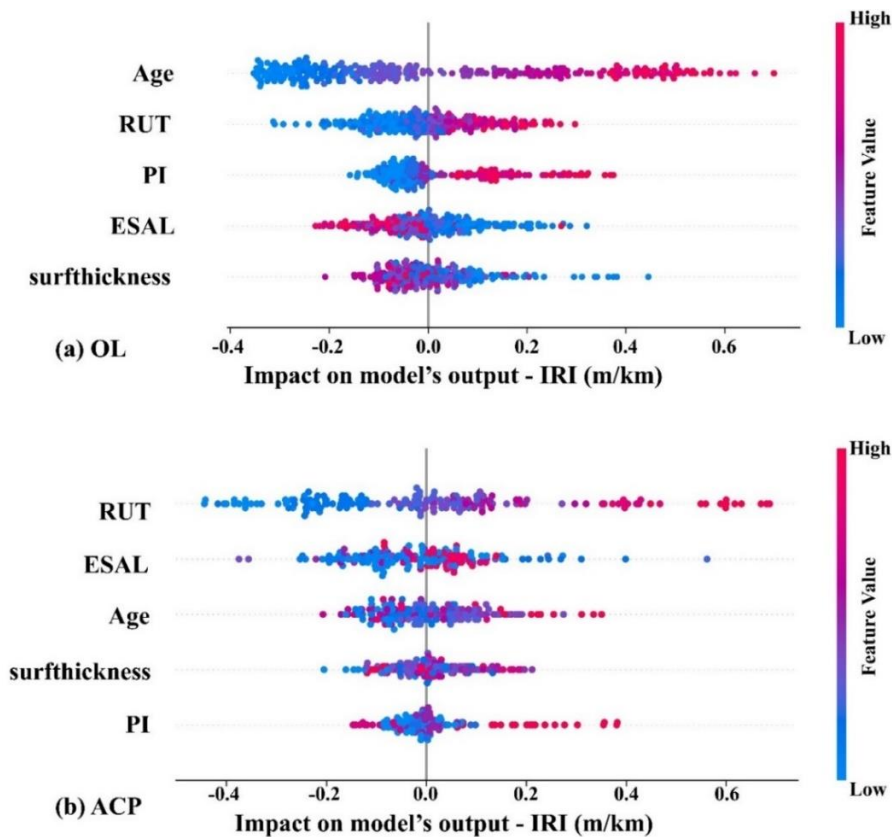 High
Age
RUT
PI
ESAL
surfthickness
Feature Value
Low
-0.4 -0.2 0.0 0.2 0.4 0.6
(a) OL
Impact on model’s output - IRI (m/km)
High
RUT
ESAL
Age
surfthickness
PI
Feature Value
Low
-0.4 -0.2 0.0 0.2 0.4 0.6
(b) ACP
Impact on model’s output - IRI (m/km)